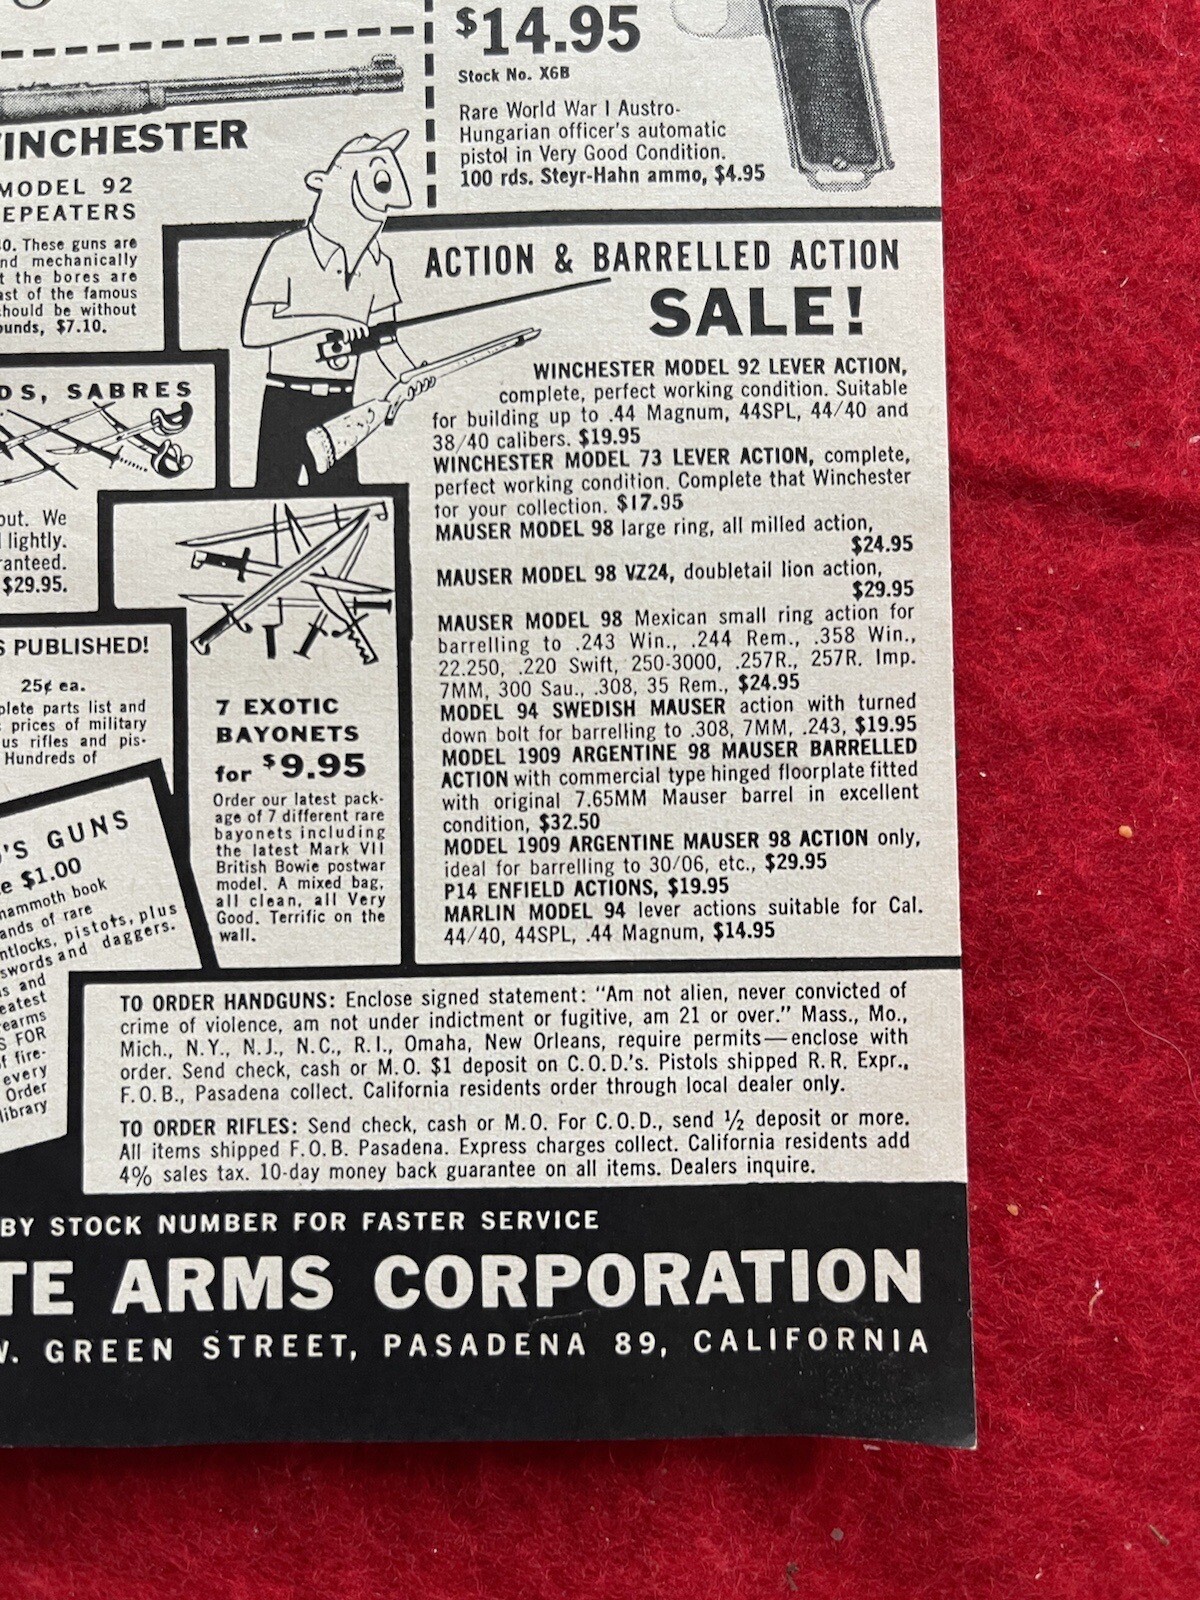 $14.95
Stock No. X6B
Rare World War I Austro-
Hungarian officer's automatic
pistol in Very Good Condition.
100 rds. Steyr-Hahn ammo, $4.95
WINCHESTER
MODEL 92
EPEATERS
0. These guns are
nd mechanically
t the bores are
ast of the famous
should be without
ounds, $7.10.
DS, SABRES
out. We
lightly.
ranteed.
$29.95.
S PUBLISHED!
25¢ ea.
plete parts list and
prices of military
us rifles and pis-
Hundreds of
'S GUNS
e $1.00
mammoth book
ands of rare
ntlocks, pistots, plus
swords and daggers.
s and
eatest
earms
S FOR
f fire-
every
Order
library
7 EXOTIC
BAYONETS
for $9.95
Order our latest pack-
age of 7 different rare
bayonets including
the latest Mark VII
British Bowie postwar
model. A mixed bag,
all clean, all Very
Good. Terrific on the
wall.
ACTION & BARRELLED ACTION
SALE!
WINCHESTER MODEL 92 LEVER ACTION,
complete, perfect working condition. Suitable
for building up to .44 Magnum, 44SPL, 44/40 and
38/40 calibers. $19.95
WINCHESTER MODEL 73 LEVER ACTION, complete,
perfect working condition. Complete that Winchester
for your collection. $17.95
MAUSER MODEL 98 large ring, all milled action,
$24.95
MAUSER MODEL 98 VZ24, doubletail lion action,
$29.95
MAUSER MODEL 98 Mexican small ring action for
barrelling to .243 Win., .244 Rem., .358 Win.,
22.250, .220 Swift, 250-3000, .257R., 257R. Imp.
7MM, 300 Sau., .308, 35 Rem., $24.95
MODEL 94 SWEDISH MAUSER action with turned
down bolt for barrelling to .308, 7MM, .243, $19.95
MODEL 1909 ARGENTINE 98 MAUSER BARRELLED
ACTION with commercial type hinged floorplate fitted
with original 7.65MM Mauser barrel in excellent
condition, $32.50
MODEL 1909 ARGENTINE MAUSER 98 ACTION only,
ideal for barrelling to 30/06, etc., $29.95
P14 ENFIELD ACTIONS, $19.95
MARLIN MODEL 94 lever actions suitable for Cal.
44/40, 44SPL, .44 Magnum, $14.95
TO ORDER HANDGUNS: Enclose signed statement: "Am not alien, never convicted of
crime of violence, am not under indictment or fugitive, am 21 or over." Mass., Mo.,
Mich., N.Y., N.J., N.C., R.I., Omaha, New Orleans, require permits—enclose with
order. Send check, cash or M.O. $1 deposit on C.O.D.'s. Pistols shipped R.R. Expr.,
F.O.B., Pasadena collect. California residents order through local dealer only.
TO ORDER RIFLES: Send check, cash or M.O. For C.O.D., send ½ deposit or more.
All items shipped F.O.B. Pasadena. Express charges collect. California residents add
4% sales tax. 10-day money back guarantee on all items. Dealers inquire.
BY STOCK NUMBER FOR FASTER SERVICE
TE ARMS CORPORATION
W. GREEN STREET, PASADENA 89, CALIFORNIA